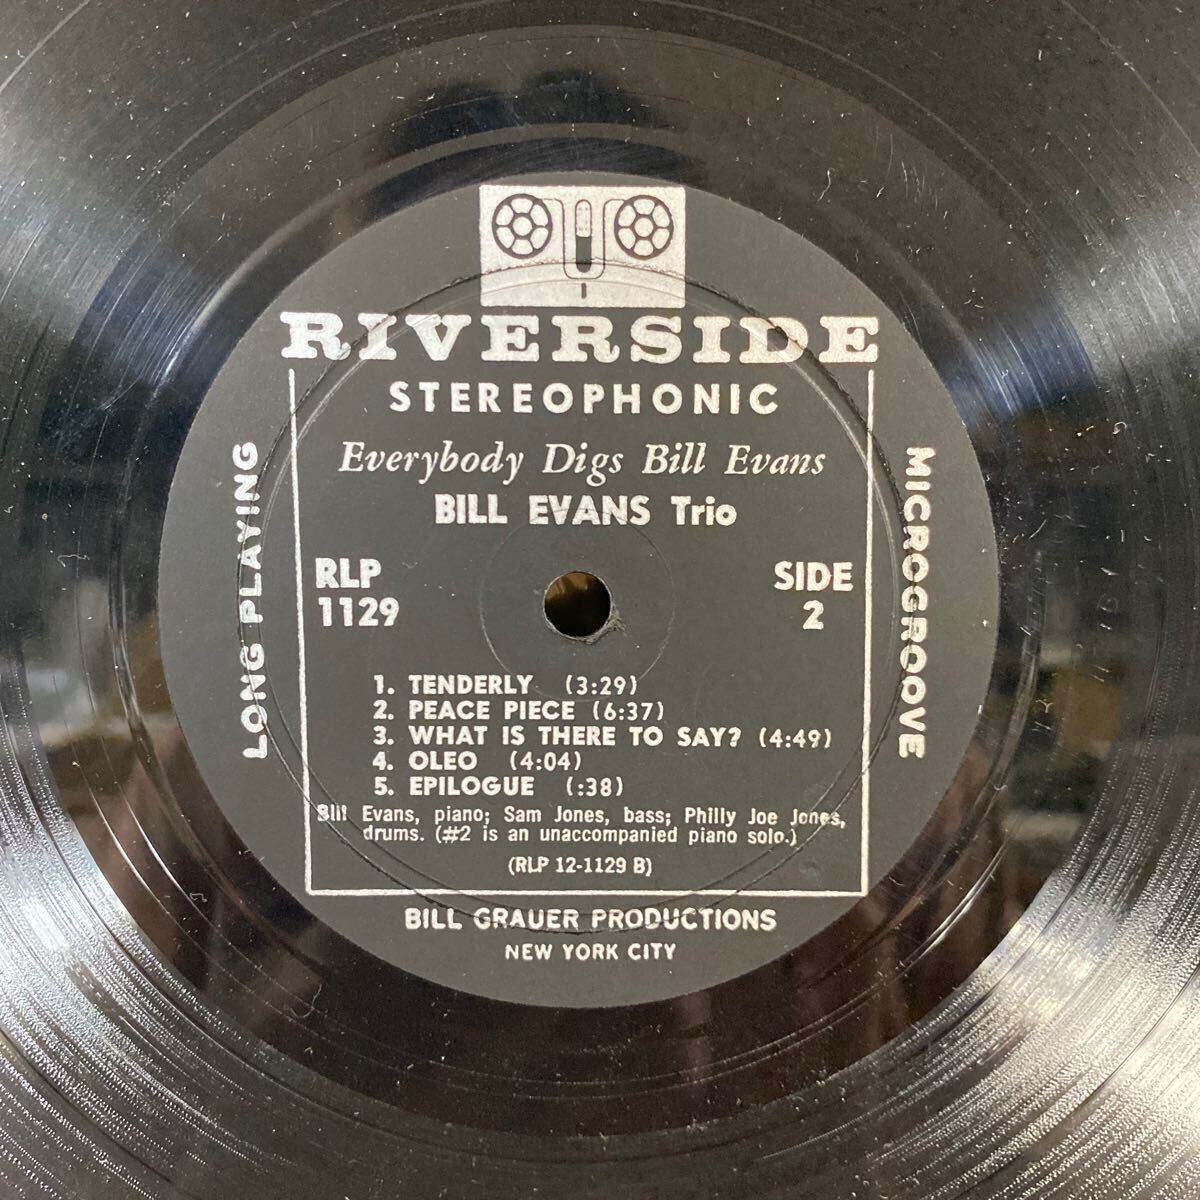 RIVERSIDE
STEREOPHONIC
Everybody Digs Bill Evans
BILL EVANS Trio
LONG PLAYING
MICROGROOVE
RLP
1129
SIDE
2
1. TENDERLY (3:29)
2. PEACE PIECE (6:37)
3. WHAT IS THERE TO SAY? (4:49)
4. OLEO (4:04)
5. EPILOGUE (:38)
Bill Evans, piano; Sam Jones, bass; Philly Joe Jones,
drums. (#2 is an unaccompanied piano solo.)
(RLP 12-1129 B)
BILL GRAUER PRODUCTIONS
NEW YORK CITY